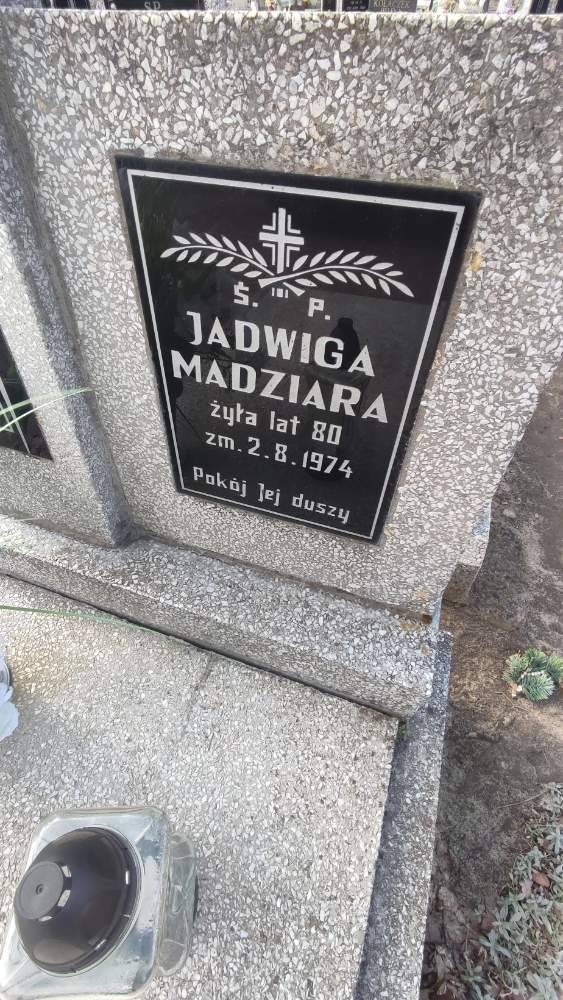 Ś. P.
JADWIGA
MADZIARA
żyła lat 80
zm. 2.8.1974
Pokój Jej duszy